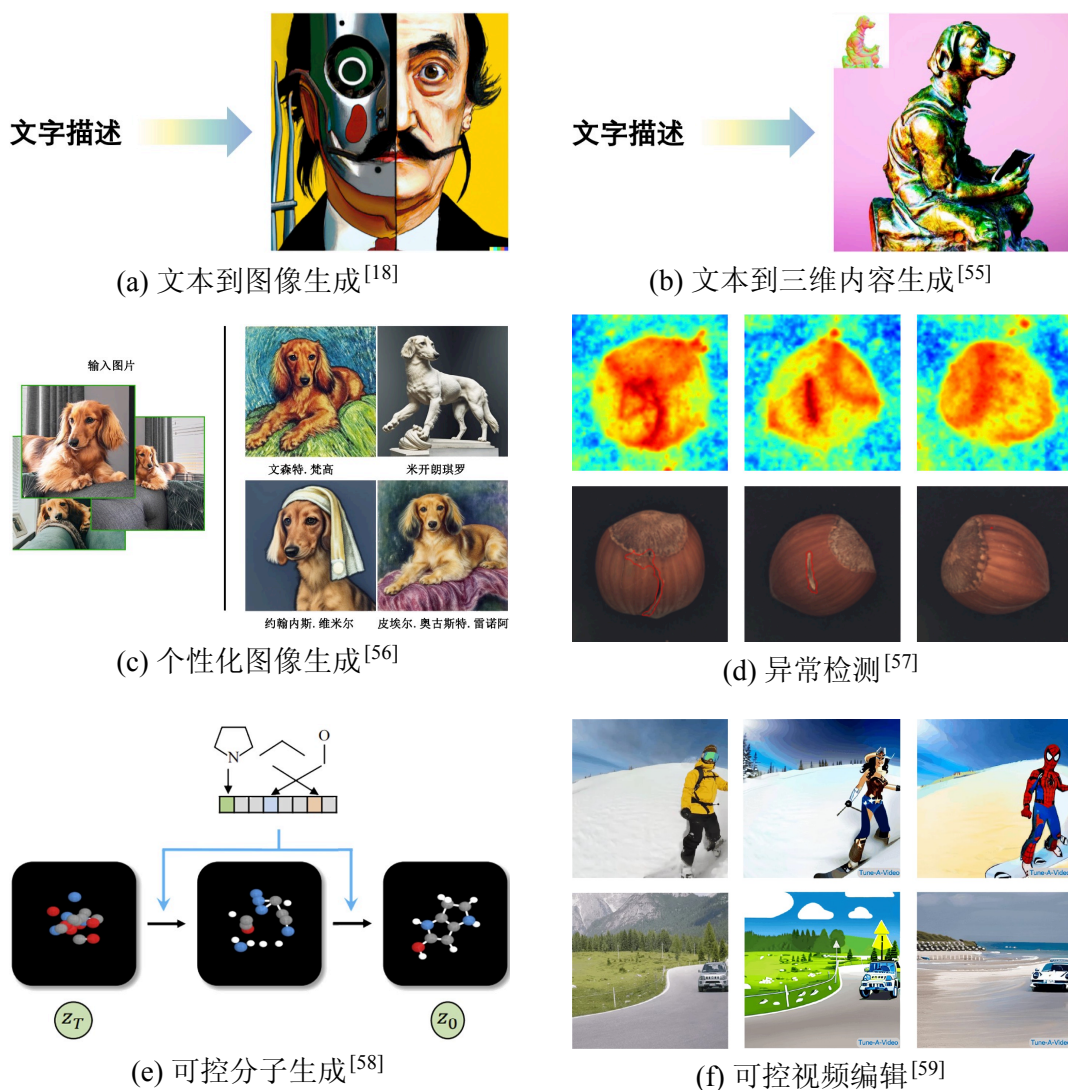 文字描述
(a) 文本到图像生成[18]
文字描述
(b) 文本到三维内容生成[55]
输入图片
文森特.梵高
米开朗琪罗
约翰内斯.维米尔
皮埃尔.奥古斯特.雷诺阿
(c) 个性化图像生成[56]
(d) 异常检测[57]
N
O
z_T
z_0
(e) 可控分子生成[58]
Tune-A-Video
Tune-A-Video
Tune-A-Video
Tune-A-Video
(f) 可控视频编辑[59]